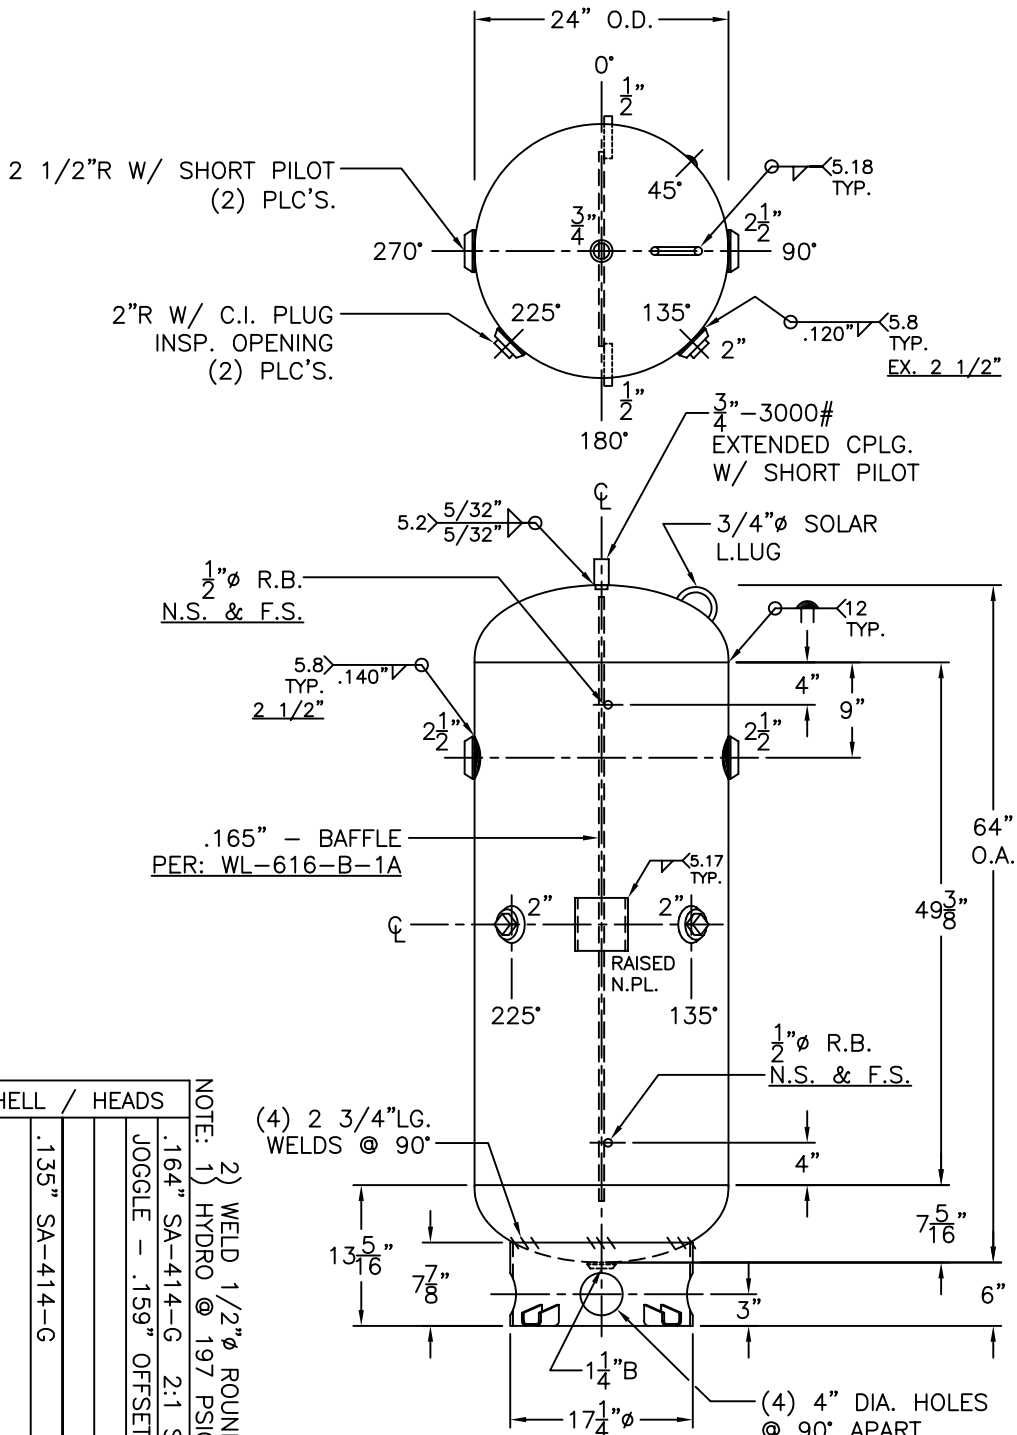 24" O.D.
0°
1/2"
2 1/2"R W/ SHORT PILOT
(2) PLC'S.
45°
5.18
TYP.
3/4"
2 1/2"
270°
90°
2"R W/ C.I. PLUG
INSP. OPENING
(2) PLC'S.
225°
135°
2"
.120"
5.8
TYP.
EX. 2 1/2"
1/2"
180°
3/4"-3000#
EXTENDED CPLG.
W/ SHORT PILOT
℄
5.2
5/32"
5/32"
3/4"ø SOLAR
L.LUG
1/2"ø R.B.
N.S. & F.S.
12
TYP.
5.8
TYP.
.140"
2 1/2"
4"
9"
2 1/2"
2 1/2"
.165" - BAFFLE
PER: WL-616-B-1A
64"
O.A.
5.17
TYP.
49 3/8"
℄
2"
2"
RAISED
N.PL.
225°
135°
1/2"ø R.B.
N.S. & F.S.
(4) 2 3/4"LG.
WELDS @ 90°
4"
13 5/16"
7 7/8"
7 5/16"
3"
6"
1 1/4"B
17 1/4"ø
(4) 4" DIA. HOLES
@ 90° APART
NOTE: 1) HYDRO @ 197 PSIG
2) WELD 1/2"ø ROUND
/ HEADS
.164" SA-414-G 2:1
JOGGLE - .159" OFFSET
.135" SA-414-G